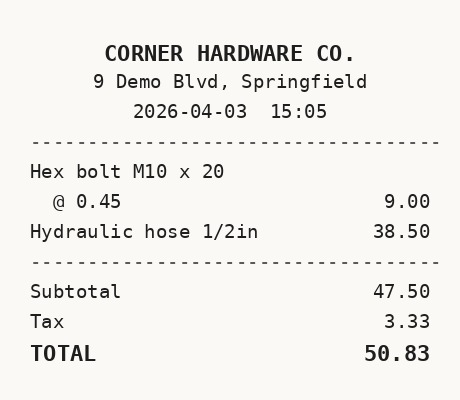 CORNER HARDWARE CO.
9 Demo Blvd, Springfield
2026-04-03  15:05
------------------------------------
Hex bolt M10 x 20
  @ 0.45                       9.00
Hydraulic hose 1/2in          38.50
------------------------------------
Subtotal                      47.50
Tax                            3.33
TOTAL                         50.83